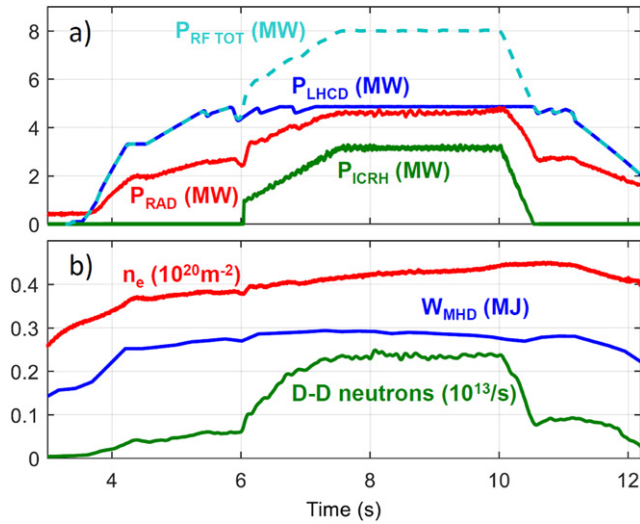 a)
P_RF TOT (MW)
P_LHCD (MW)
P_RAD (MW)
P_ICRH (MW)
8
6
4
2
0
b)
n_e (10^20m^-2)
W_MHD (MJ)
D-D neutrons (10^13/s)
0.4
0.3
0.2
0.1
0
4 6 8 10 12
Time (s)